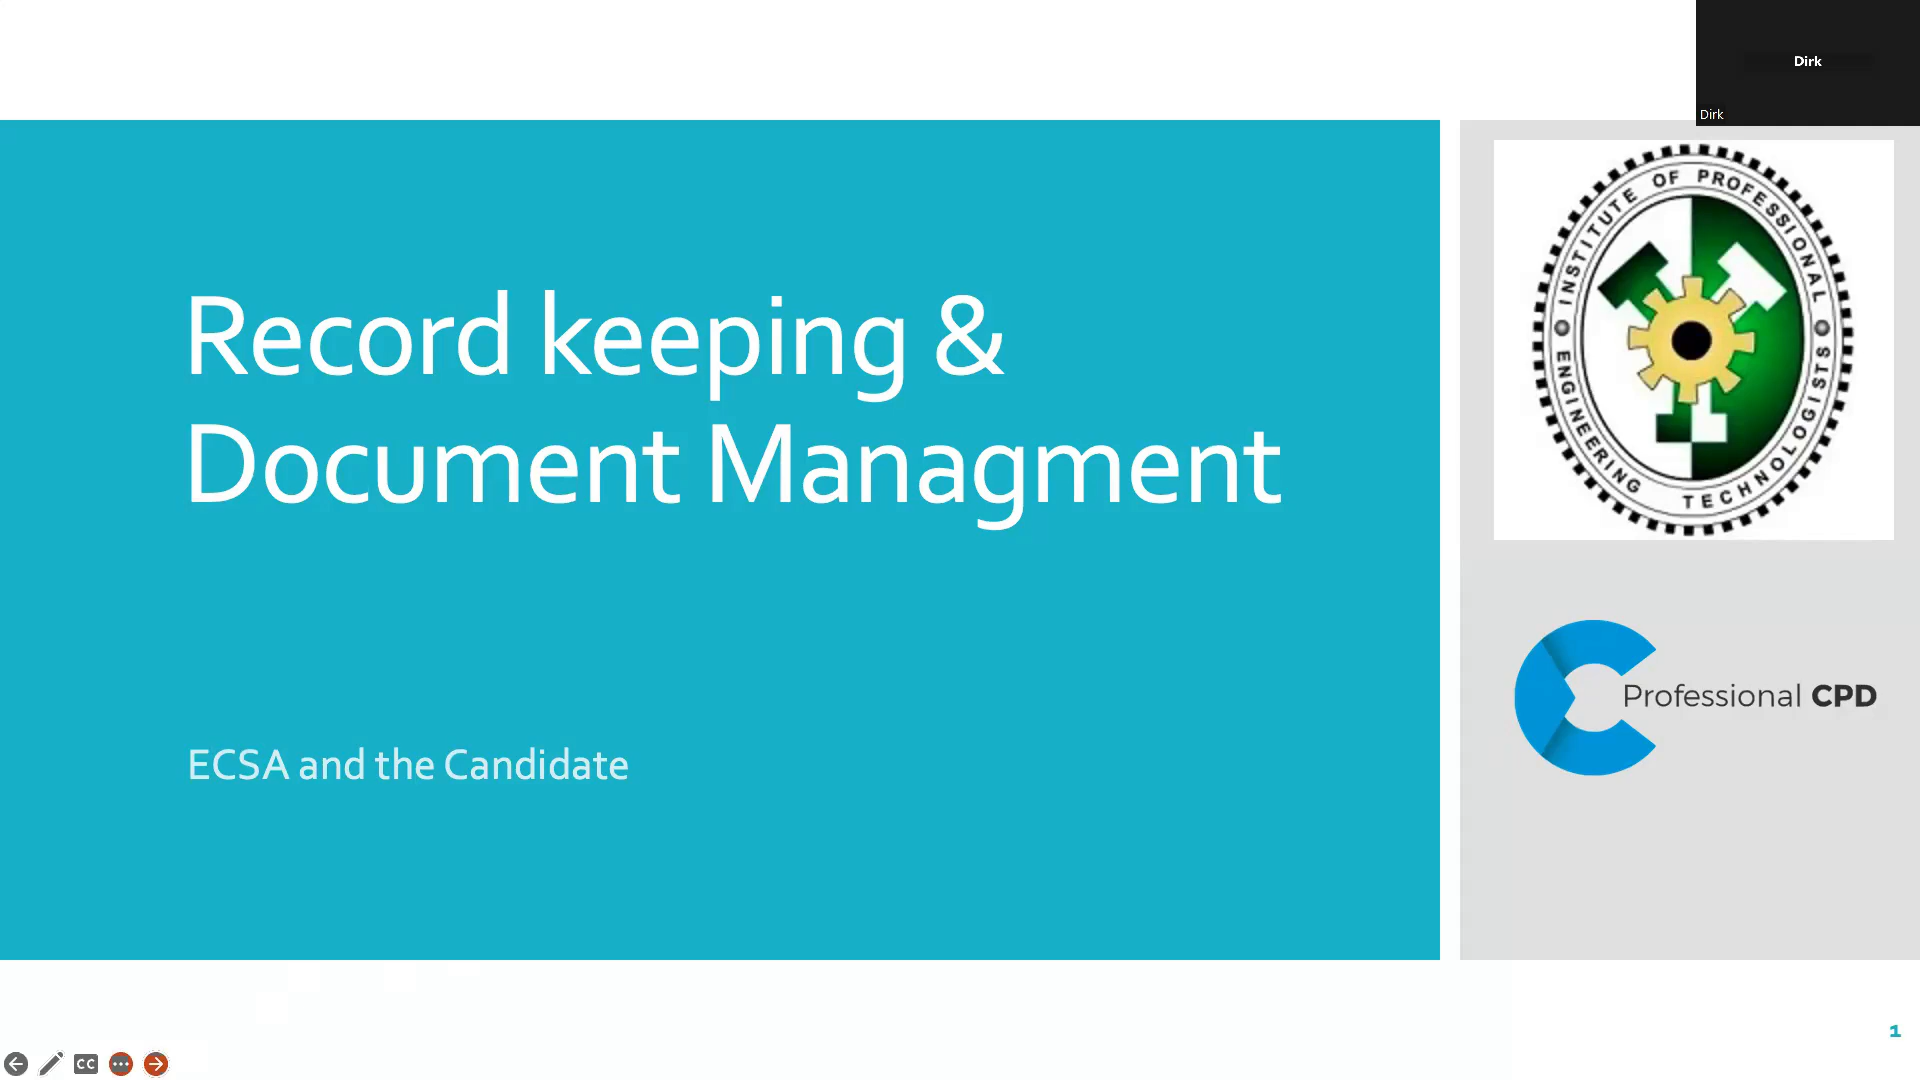 Dirk
Dirk
INSTITUTE OF PROFESSIONAL
ENGINEERING TECHNOLOGISTS
Record keeping &
Document Managment
Professional CPD
ECSA and the Candidate
1
CC